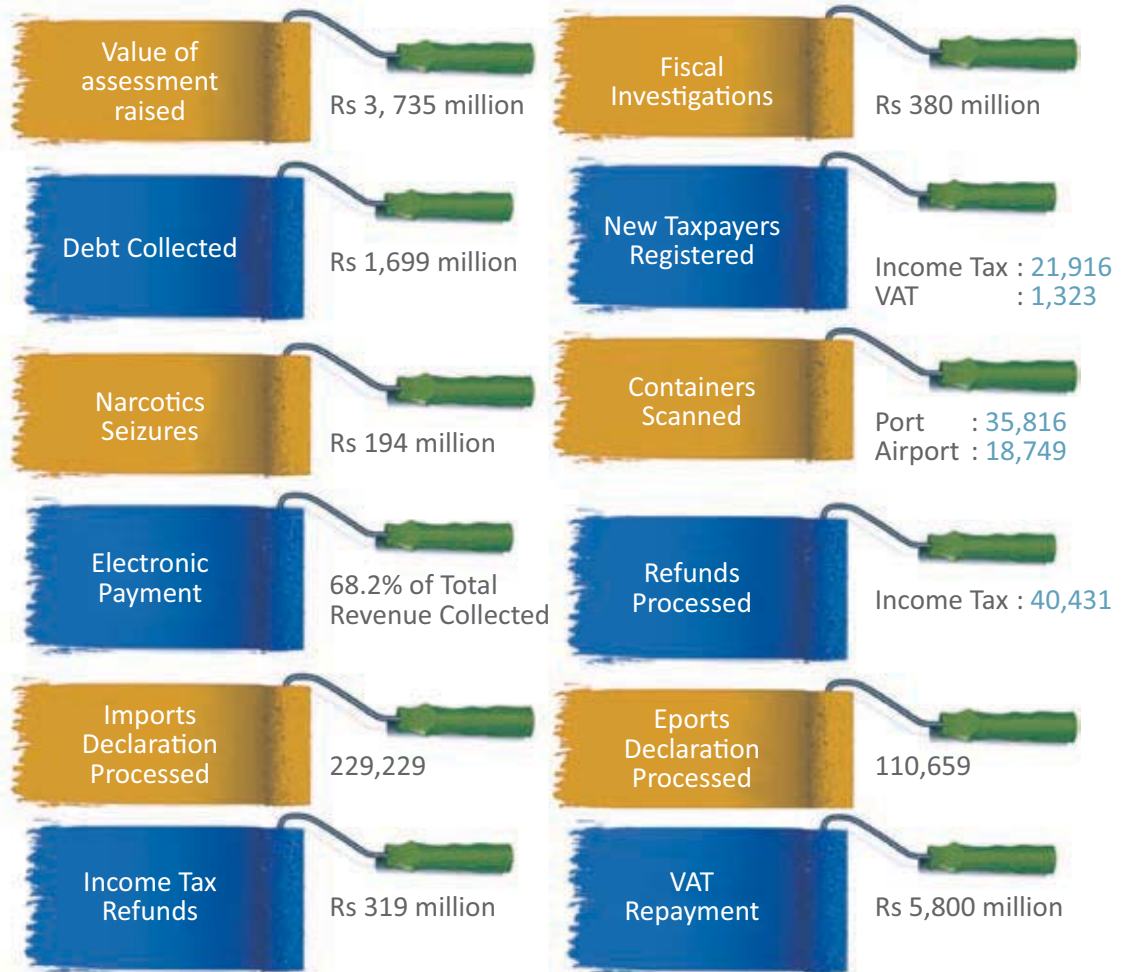 Value of
assessment
raised
Rs 3, 735 million
Fiscal
Investigations
Rs 380 million
Debt Collected
Rs 1,699 million
New Taxpayers
Registered
Income Tax : 21,916
VAT : 1,323
Narcotics
Seizures
Rs 194 million
Containers
Scanned
Port : 35,816
Airport : 18,749
Electronic
Payment
68.2% of Total
Revenue Collected
Refunds
Processed
Income Tax : 40,431
Imports
Declaration
Processed
229,229
Eports
Declaration
Processed
110,659
Income Tax
Refunds
Rs 319 million
VAT
Repayment
Rs 5,800 million